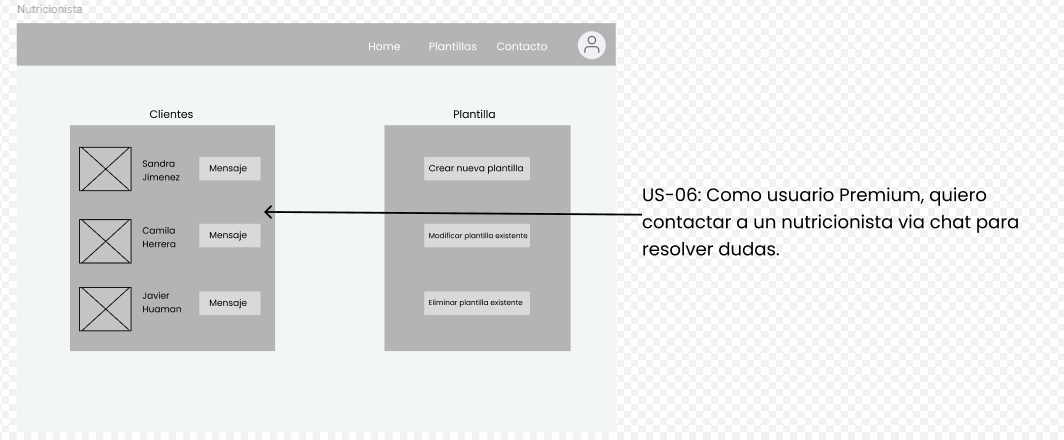 Nutricionista
Home Plantillas Contacto
Clientes
Sandra
Jimenez
Mensaje
Camila
Herrera
Mensaje
Javier
Huaman
Mensaje
Plantilla
Crear nueva plantilla
Modificar plantilla existente
Eliminar plantilla existente
US-06: Como usuario Premium, quiero
contactar a un nutricionista via chat para
resolver dudas.